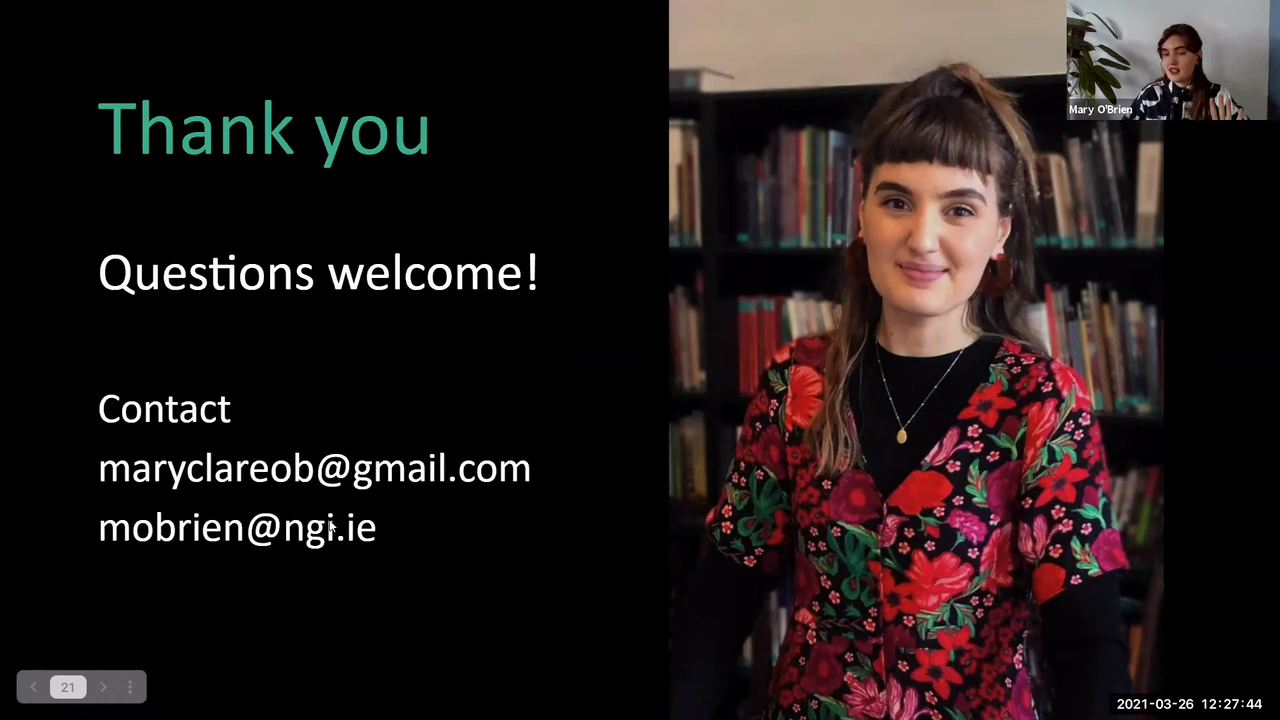 Thank you
Questions welcome!
Contact
maryclareob@gmail.com
mobrien@ngi.ie
Mary O'Brien
21
2021-03-26 12:27:44